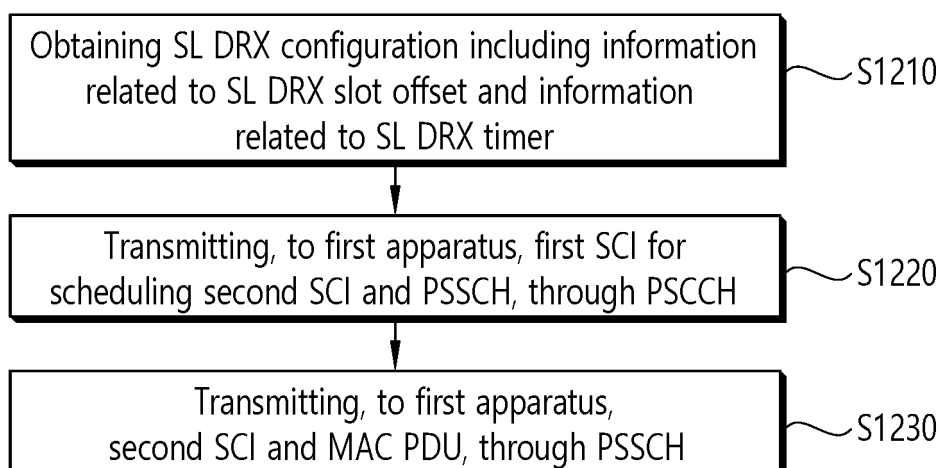 Obtaining SL DRX configuration including information
related to SL DRX slot offset and information
related to SL DRX timer
S1210
Transmitting, to first apparatus, first SCI for
scheduling second SCI and PSSCH, through PSCCH
S1220
Transmitting, to first apparatus,
second SCI and MAC PDU, through PSSCH
S1230